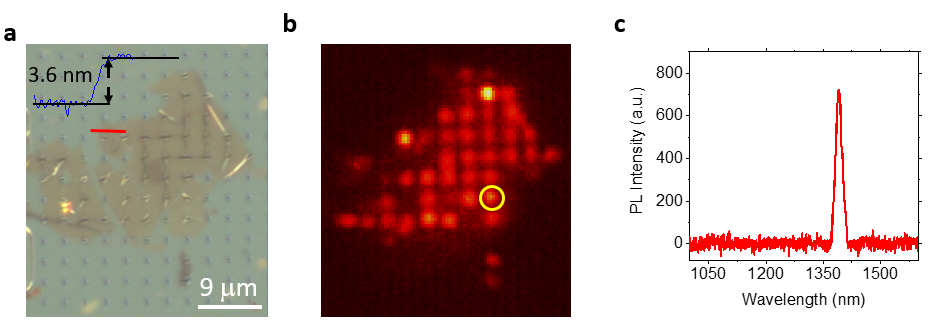 a
3.6 nm
9 μm
b
c
PL Intensity (a.u.)
800
600
400
200
0
1050
1200
1350
1500
Wavelength (nm)